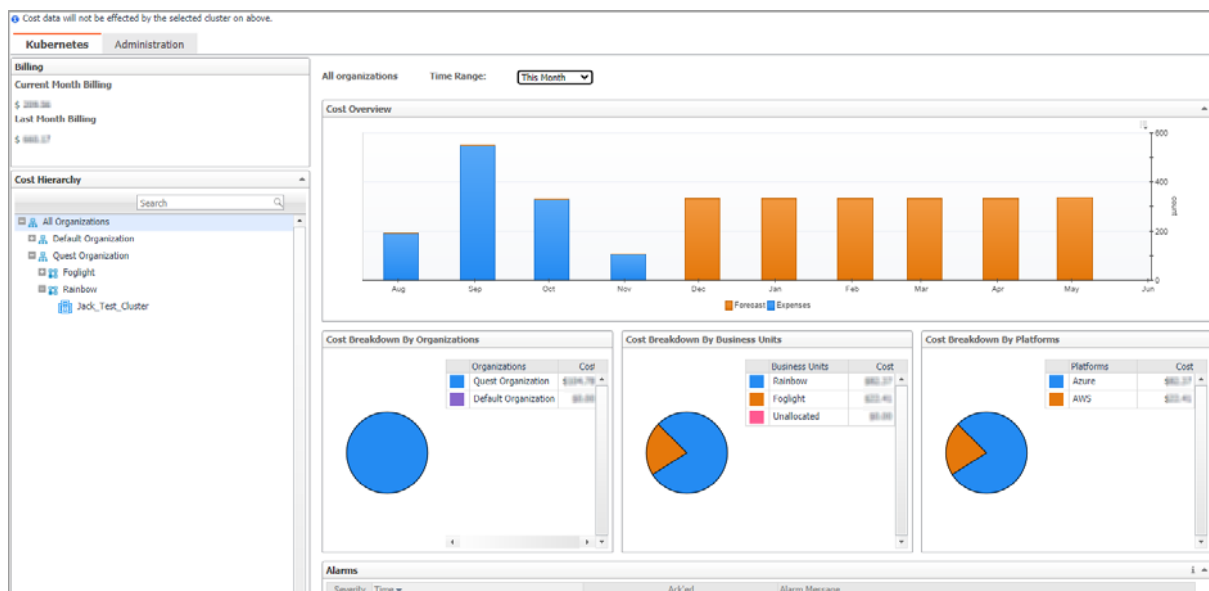 Cost data will not be effected by the selected cluster on above.
Kubernetes Administration
Billing
Current Month Billing
$
Last Month Billing
$
Cost Hierarchy
Search
All Organizations
Default Organization
Quest Organization
Foglight
Rainbow
Jack_Test_Cluster
All organizations Time Range: This Month
Cost Overview
600
400
200
0
count
Aug Sep Oct Nov Dec Jan Feb Mar Apr May Jun
Forecast Expenses
Cost Breakdown By Organizations
Organizations Cost
Quest Organization
Default Organization
Cost Breakdown By Business Units
Business Units Cost
Rainbow
Foglight
Unallocated
Cost Breakdown By Platforms
Platforms Cost
Azure
AWS
Alarms
Severity Time Ack'ed Alarm Message